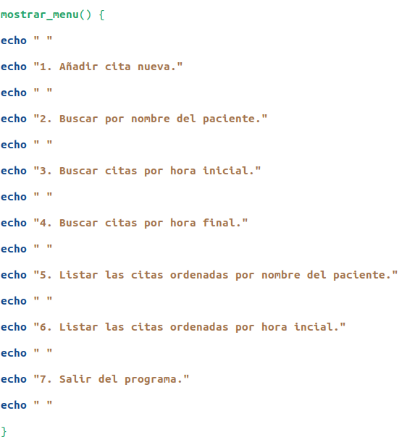 mostrar_menu() {
echo " "
echo "1. Añadir cita nueva."
echo " "
echo "2. Buscar por nombre del paciente."
echo " "
echo "3. Buscar citas por hora inicial."
echo " "
echo "4. Buscar citas por hora final."
echo " "
echo "5. Listar las citas ordenadas por nombre del paciente."
echo " "
echo "6. Listar las citas ordenadas por hora incial."
echo " "
echo "7. Salir del programa."
echo " "
}